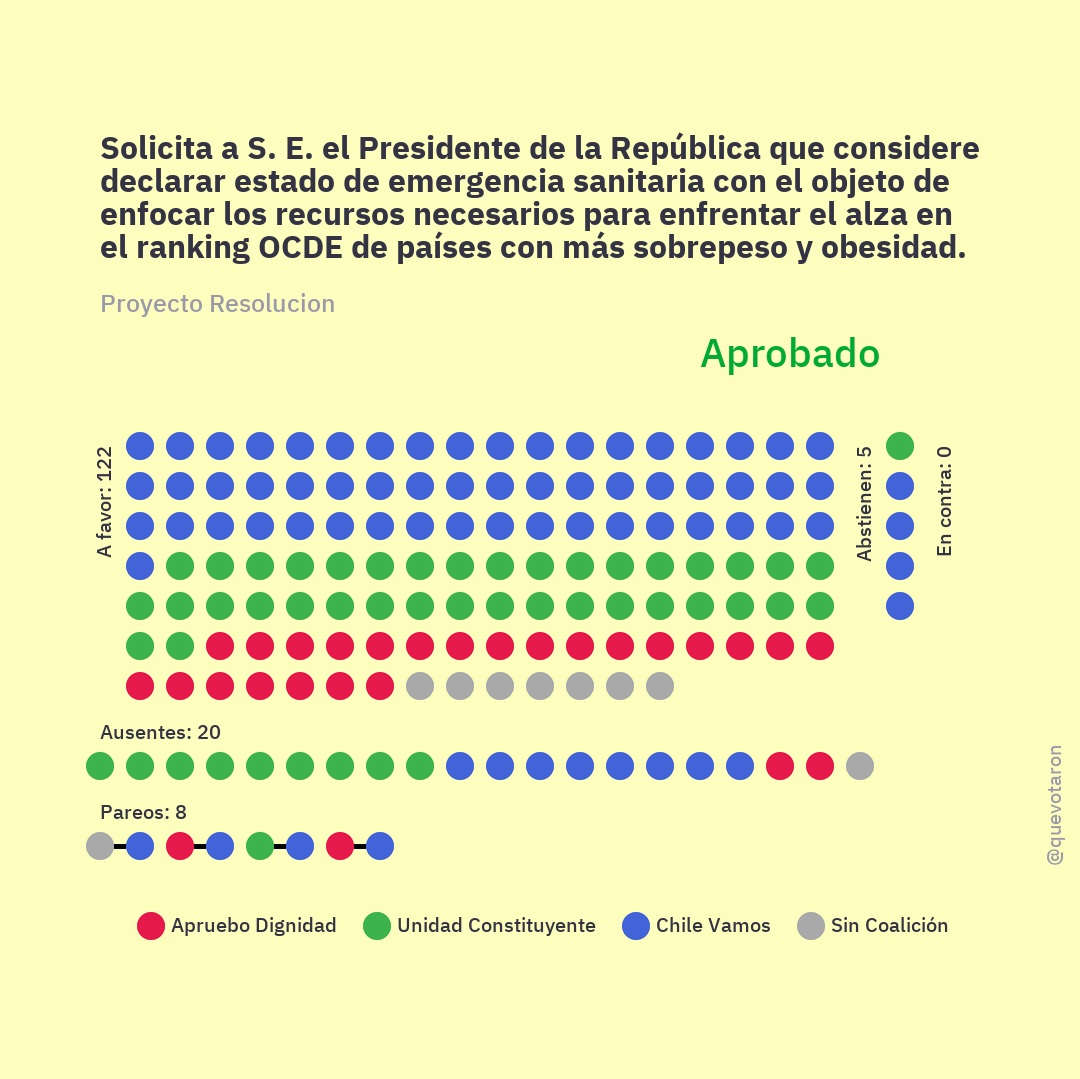 Solicita a S. E. el Presidente de la República que considere
declarar estado de emergencia sanitaria con el objeto de
enfocar los recursos necesarios para enfrentar el alza en
el ranking OCDE de países con más sobrepeso y obesidad.
Proyecto Resolucion
Aprobado
A favor: 122
Abstienen: 5
En contra: 0
Ausentes: 20
Pareos: 8
@quevotaron
Apruebo Dignidad
Unidad Constituyente
Chile Vamos
Sin Coalición